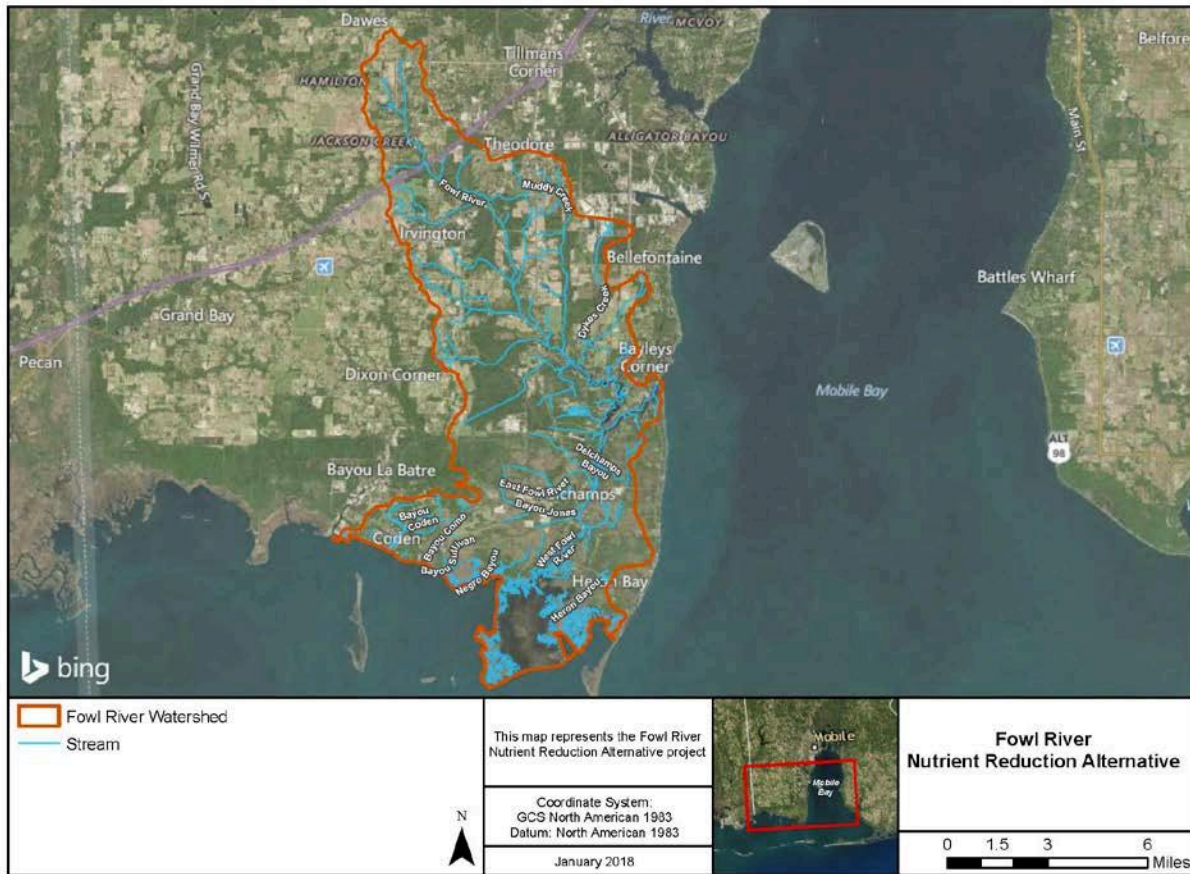 Dawes
River
MCVOY
Tillmans
Corner
Belfore
HAMILTON
Grand Bay Wilmer Rd S
Main St
JACKSON CREEK
Theodore
ALLIGATOR BAYOU
Fowl River
Muddy Creek
Irvington
Bellefontaine
Battles Wharf
Grand Bay
Dykes Creek
Pecan
Dixon Corner
Bayleys
Corner
Mobile Bay
ALT
98
Bayou La Batre
Delchamps
Bayou
East Fowl River
champs
Bayou Jonas
Bayou
Coden
Coden
Bayou Como
Bayou Sullivan
Negro Bayou
West Fowl
River
Heron Bay
Heron Bayou
bing
Fowl River Watershed
Stream
N
This map represents the Fowl River
Nutrient Reduction Alternative project
Coordinate System:
GCS North American 1983
Datum: North American 1983
January 2018
Mobile
Mobile
Bay
Fowl River
Nutrient Reduction Alternative
0 1.5 3 6
Miles